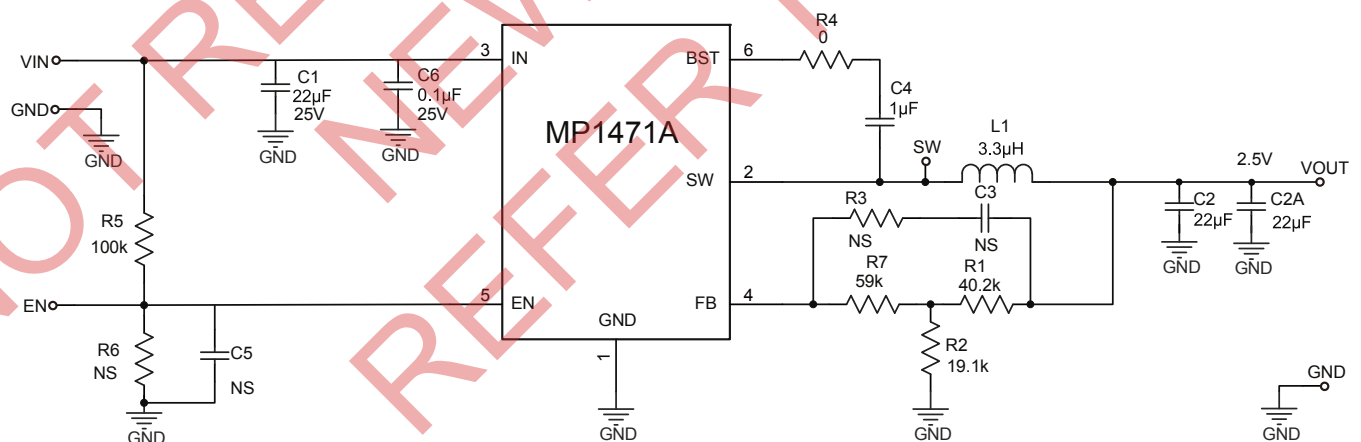 NOT RE
NEW
REFER T
VIN
GND
GND
C1
22µF
25V
GND
C6
0.1µF
25V
GND
3
IN
R5
100k
EN
R6
NS
C5
NS
GND
5
EN
MP1471A
GND
1
GND
BST
6
R4
0
C4
1µF
SW
2
SW
L1
3.3µH
R3
NS
C3
NS
FB
4
R7
59k
R1
40.2k
R2
19.1k
GND
2.5V
VOUT
C2
22µF
GND
C2A
22µF
GND
GND
GND